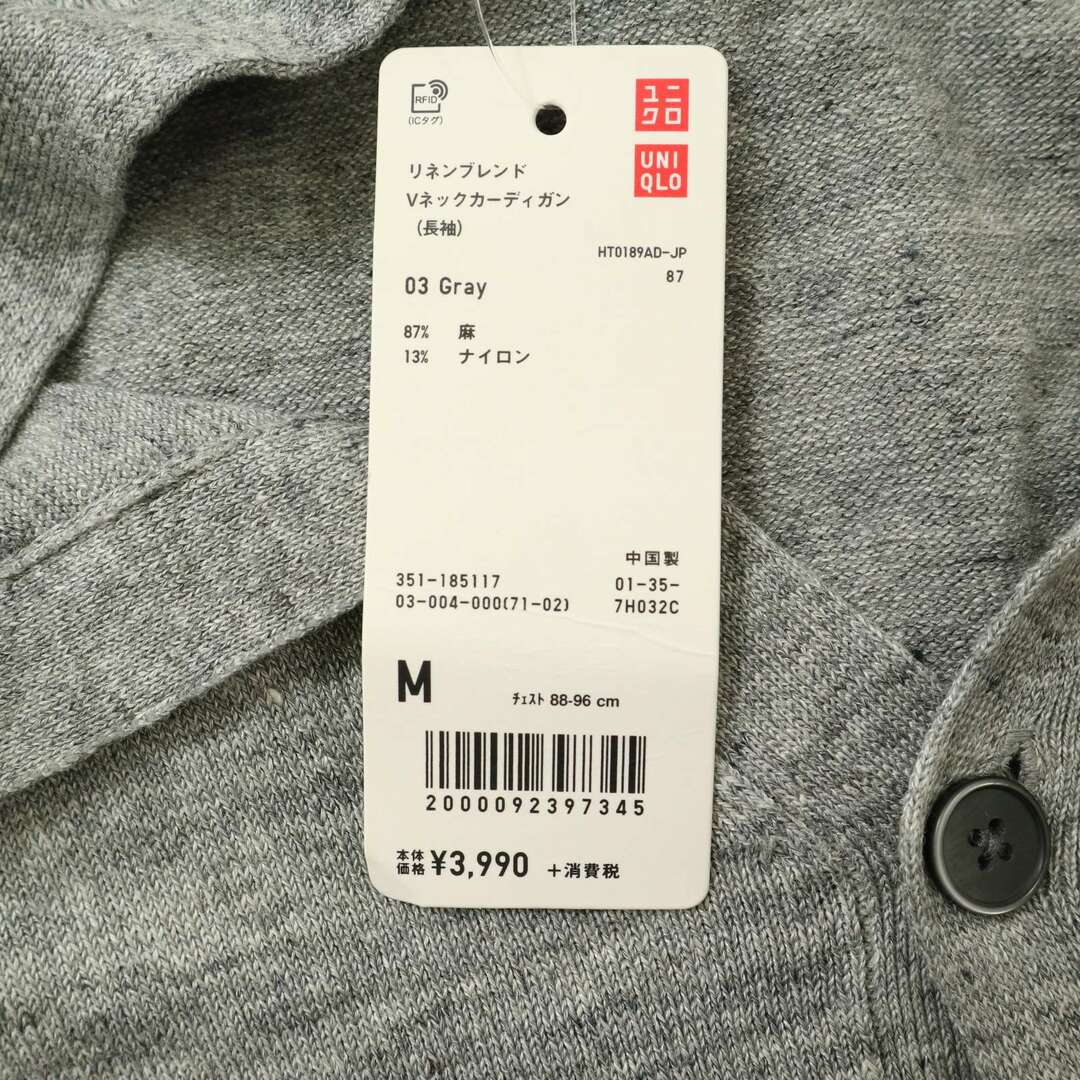 RFID
(ICタグ)
ユニ
クロ
UNI
QLO
リネンブレンド
Vネックカーディガン
(長袖)
HT0189AD-JP
87
03 Gray
87% 麻
13% ナイロン
中国製
351-185117 01-35-
03-004-000(71-02) 7H032C
M ﾁｪｽﾄ 88-96 cm
2000092397345
本体
価格 ¥3,990 +消費税